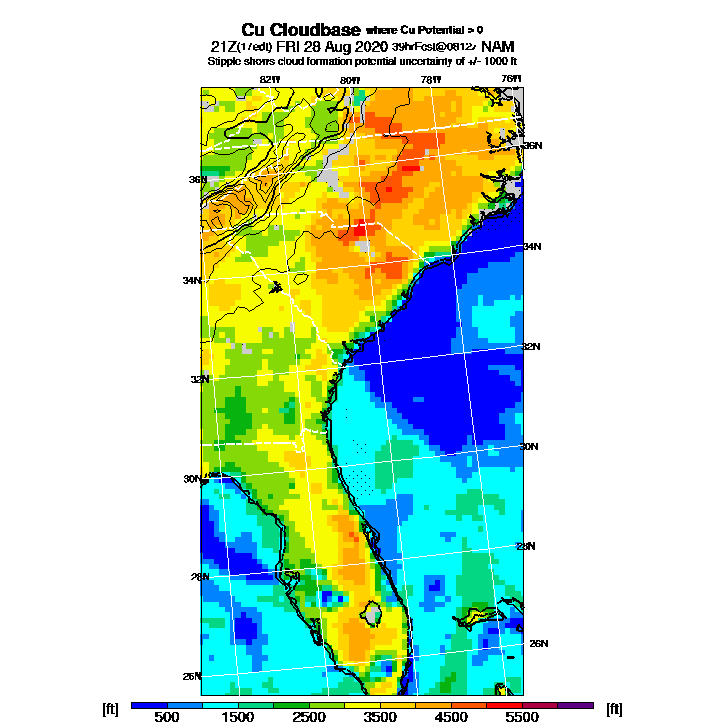 Cu Cloudbase where Cu Potential > 0
21Z(17edt) FRI 28 Aug 2020 39hrFcst@0812z NAM
Stipple shows cloud formation potential uncertainty of +/- 1000 ft
82W 80W 78W 76W
36N
36N
34N
34N
32N
32N
30N
30N
28N
28N
26N
26N
[ft] 500 1500 2500 3500 4500 5500 [ft]